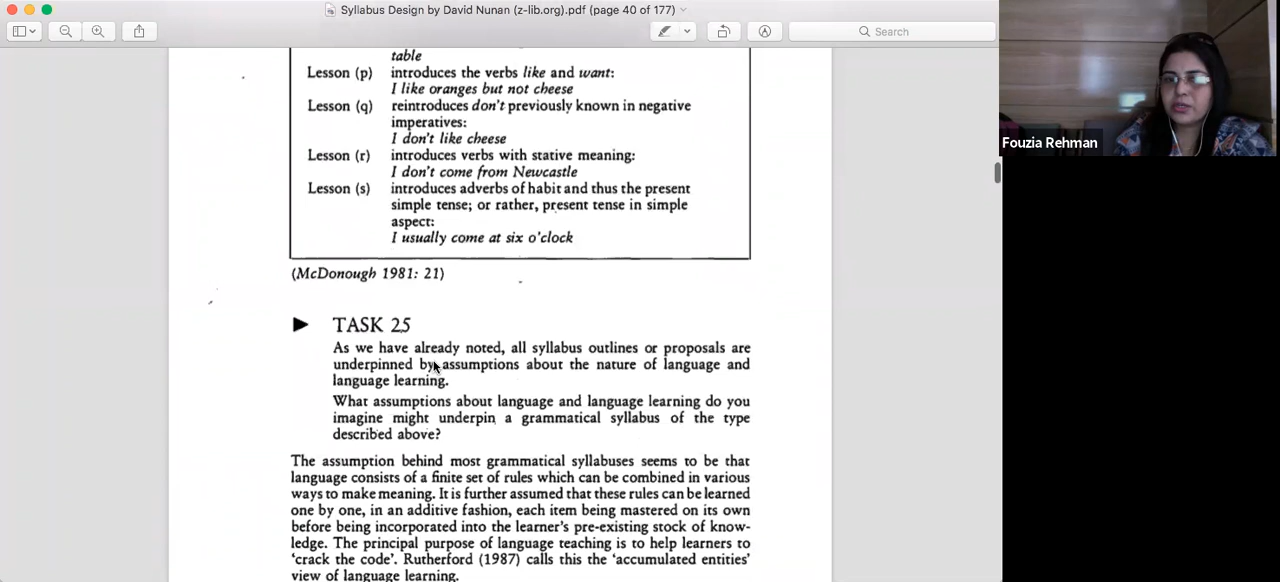 Syllabus Design by David Nunan (z-lib.org).pdf (page 40 of 177)
Search
table
Lesson (p) introduces the verbs like and want:
I like oranges but not cheese
Lesson (q) reintroduces don't previously known in negative
imperatives:
I don't like cheese
Lesson (r) introduces verbs with stative meaning:
I don't come from Newcastle
Lesson (s) introduces adverbs of habit and thus the present
simple tense; or rather, present tense in simple
aspect:
I usually come at six o'clock
(McDonough 1981: 21)
TASK 25
As we have already noted, all syllabus outlines or proposals are
underpinned by assumptions about the nature of language and
language learning.
What assumptions about language and language learning do you
imagine might underpin a grammatical syllabus of the type
described above?
The assumption behind most grammatical syllabuses seems to be that
language consists of a finite set of rules which can be combined in various
ways to make meaning. It is further assumed that these rules can be learned
one by one, in an additive fashion, each item being mastered on its own
before being incorporated into the learner's pre-existing stock of know-
ledge. The principal purpose of language teaching is to help learners to
'crack the code'. Rutherford (1987) calls this the 'accumulated entities'
view of language learning.
Fouzia Rehman